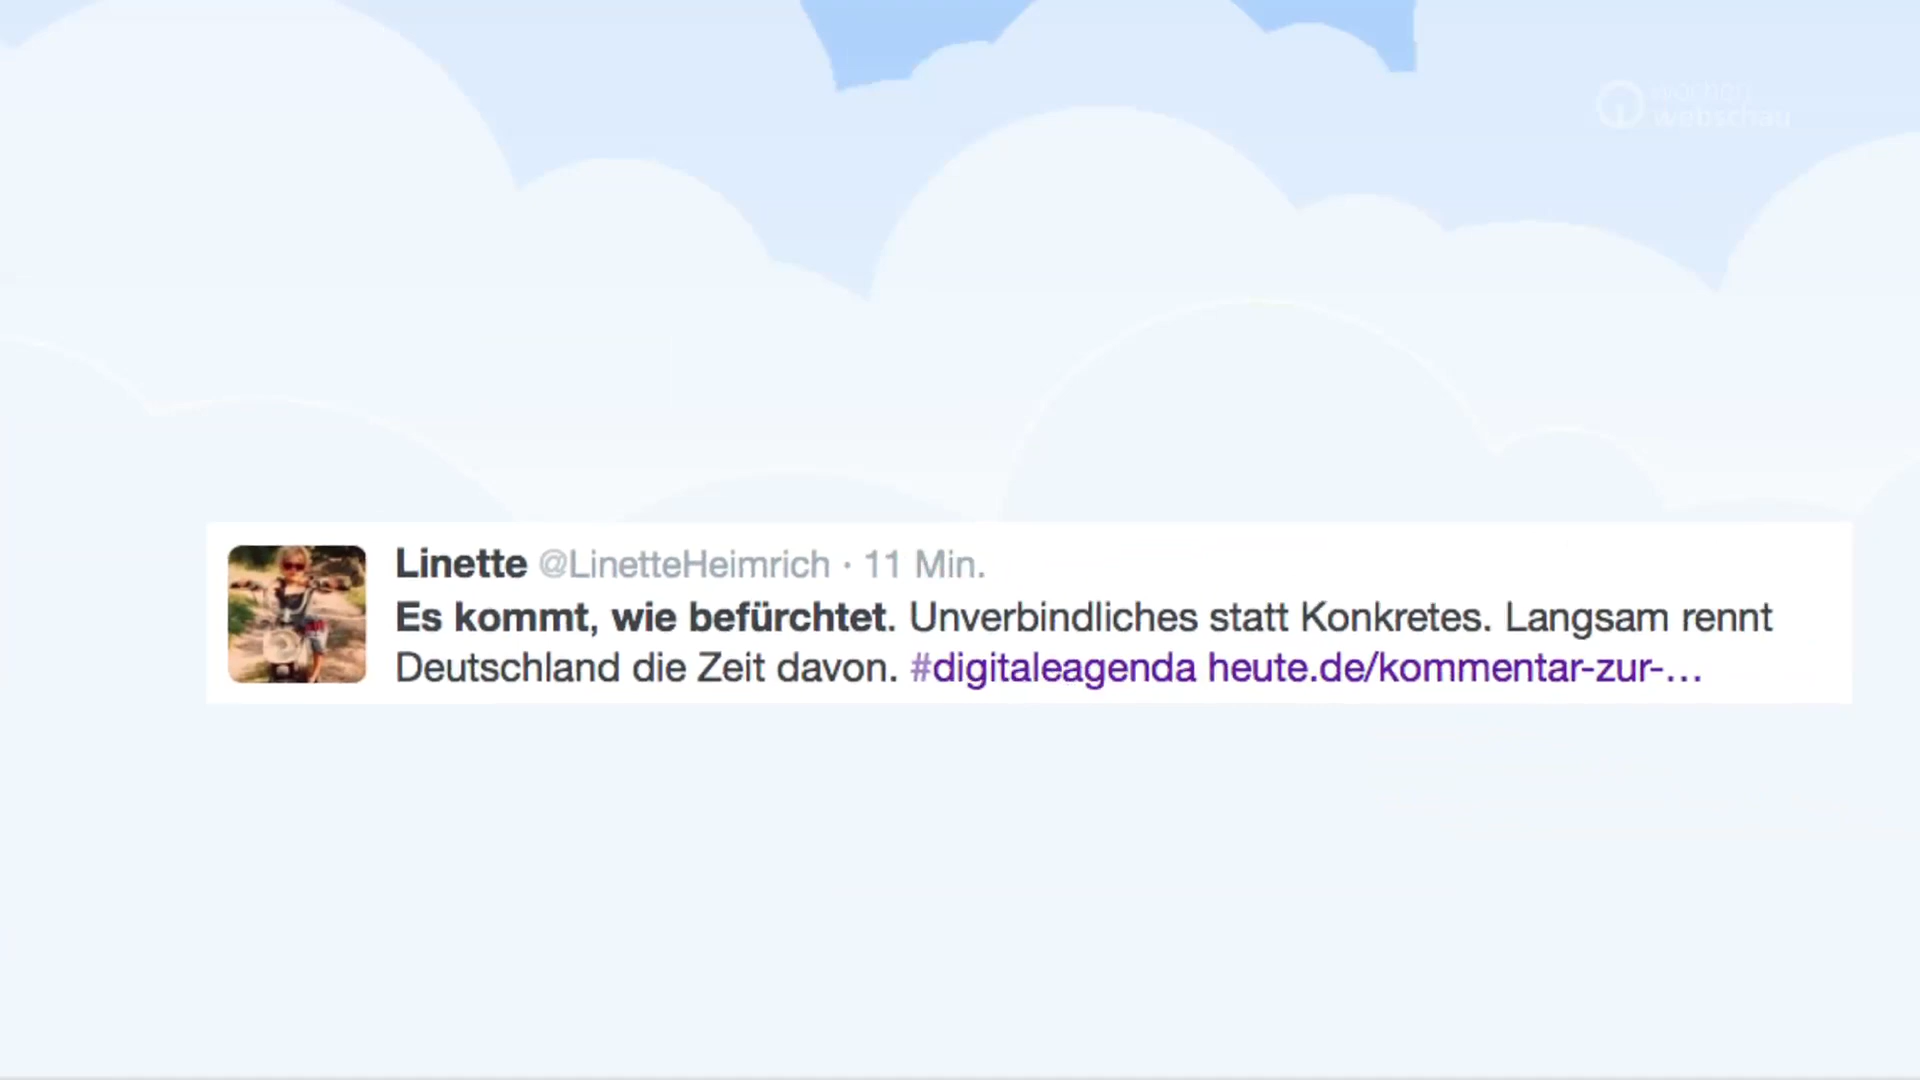 webschau
Linette @LinetteHeimrich · 11 Min.
Es kommt, wie befürchtet. Unverbindliches statt Konkretes. Langsam rennt
Deutschland die Zeit davon. #digitaleagenda heute.de/kommentar-zur-…